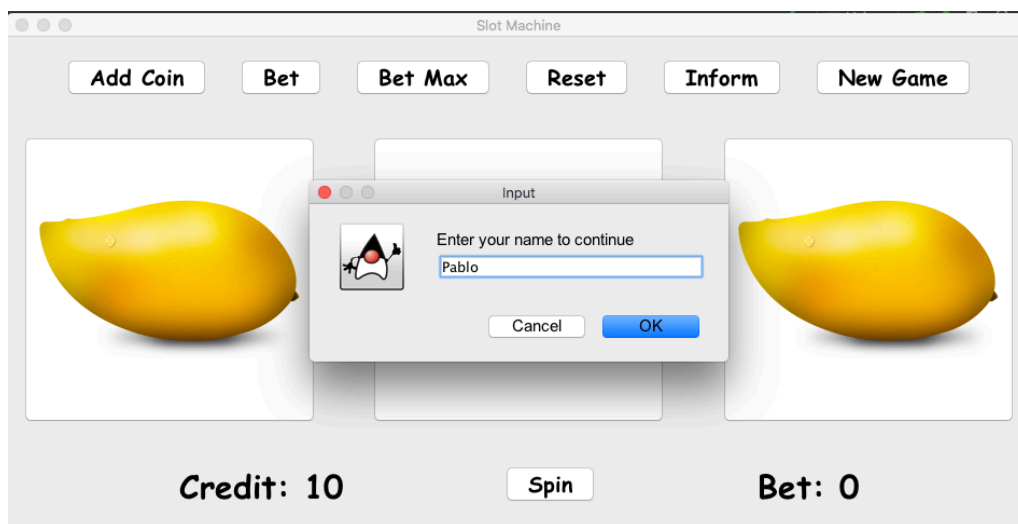 Slot Machine
Add Coin Bet Bet Max Reset Inform New Game
Input
Enter your name to continue
Pablo
Cancel OK
Credit: 10 Spin Bet: 0